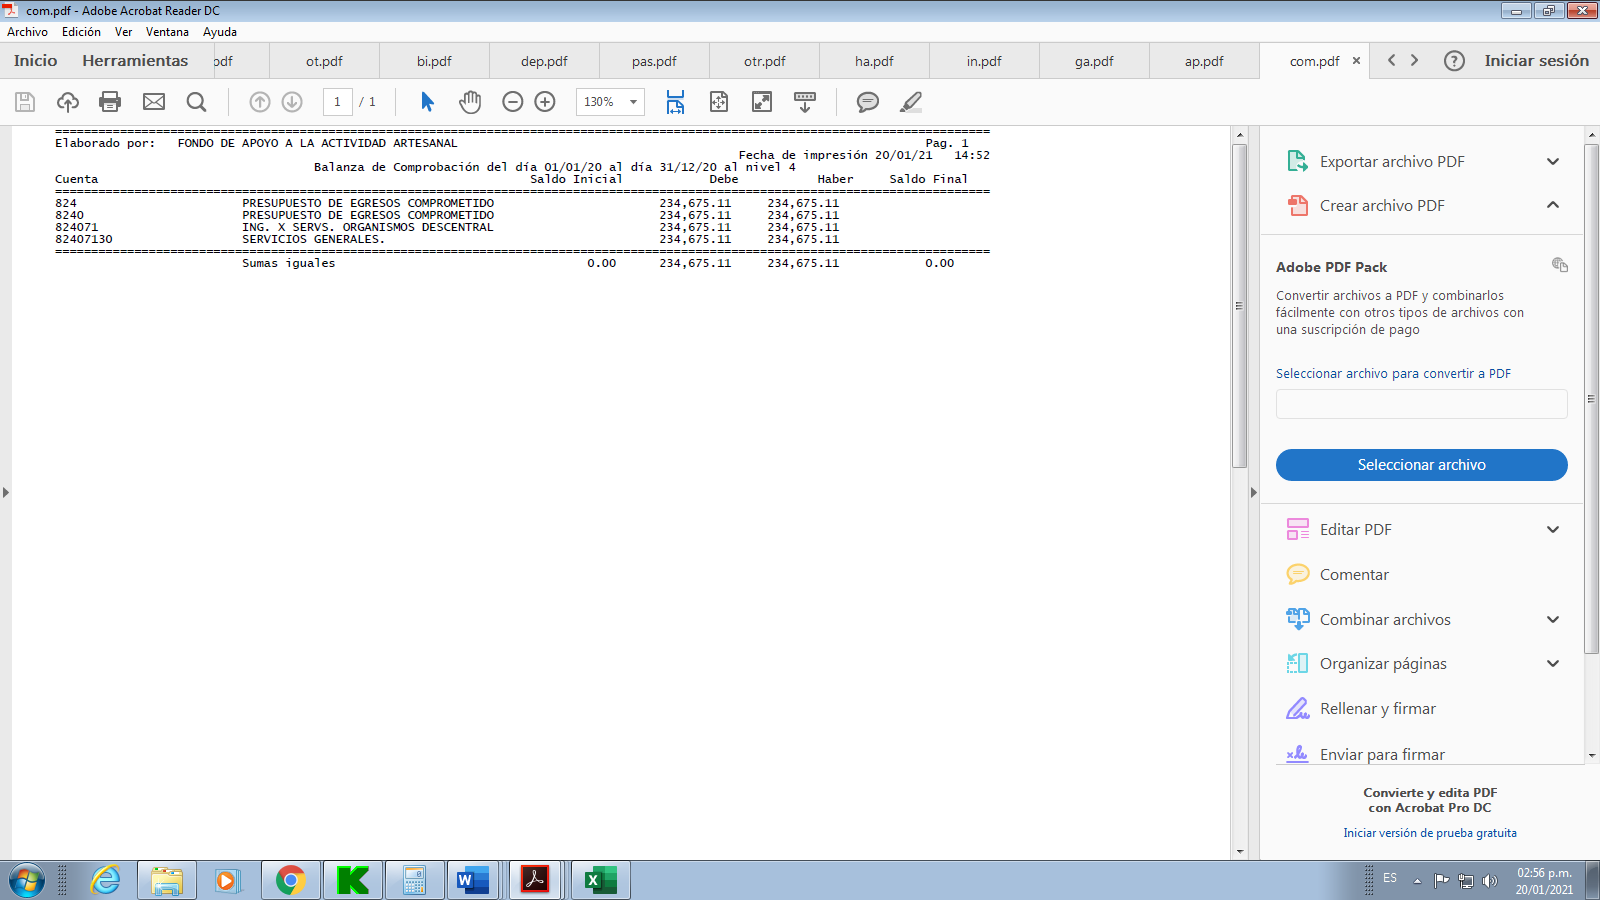 com.pdf - Adobe Acrobat Reader DC
Archivo Edición Ver Ventana Ayuda
Inicio Herramientas pdf ot.pdf bi.pdf dep.pdf pas.pdf otr.pdf ha.pdf in.pdf ga.pdf ap.pdf com.pdf × Iniciar sesión
1 / 1 130%
Elaborado por: FONDO DE APOYO A LA ACTIVIDAD ARTESANAL Pag. 1
Fecha de impresión 20/01/21 14:52
Balanza de Comprobación del día 01/01/20 al día 31/12/20 al nivel 4
Cuenta Saldo Inicial Debe Haber Saldo Final
824 PRESUPUESTO DE EGRESOS COMPROMETIDO 234,675.11 234,675.11
8240 PRESUPUESTO DE EGRESOS COMPROMETIDO 234,675.11 234,675.11
824071 ING. X SERVS. ORGANISMOS DESCENTRAL 234,675.11 234,675.11
82407130 SERVICIOS GENERALES. 234,675.11 234,675.11
Sumas iguales 0.00 234,675.11 234,675.11 0.00
Exportar archivo PDF
Crear archivo PDF
Adobe PDF Pack
Convertir archivos a PDF y combinarlos
fácilmente con otros tipos de archivos con
una suscripción de pago
Seleccionar archivo para convertir a PDF
Seleccionar archivo
Editar PDF
Comentar
Combinar archivos
Organizar páginas
Rellenar y firmar
Enviar para firmar
Convierte y edita PDF
con Acrobat Pro DC
Iniciar versión de prueba gratuita
ES
02:56 p.m.
20/01/2021